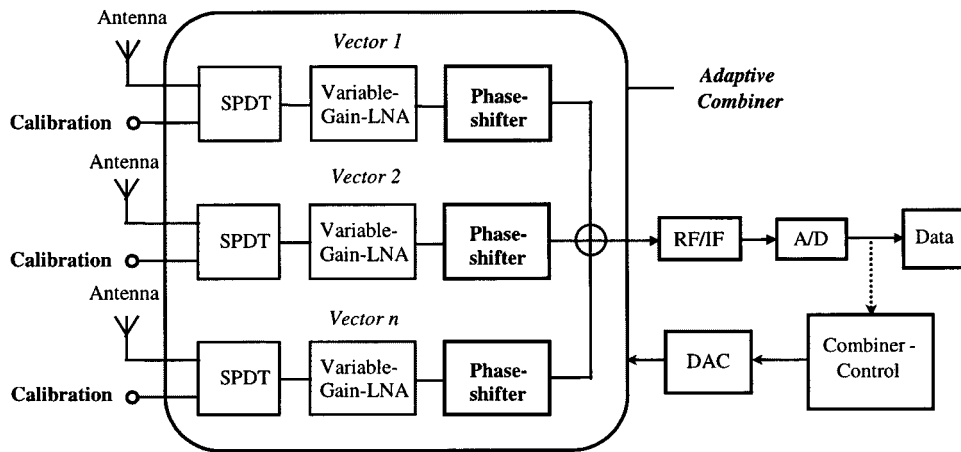 Antenna
Vector 1
SPDT
Variable-
Gain-LNA
Phase-
shifter
Adaptive
Combiner
Calibration
Antenna
Vector 2
SPDT
Variable-
Gain-LNA
Phase-
shifter
RF/IF
A/D
Data
Calibration
Antenna
Vector n
SPDT
Variable-
Gain-LNA
Phase-
shifter
DAC
Combiner -
Control
Calibration